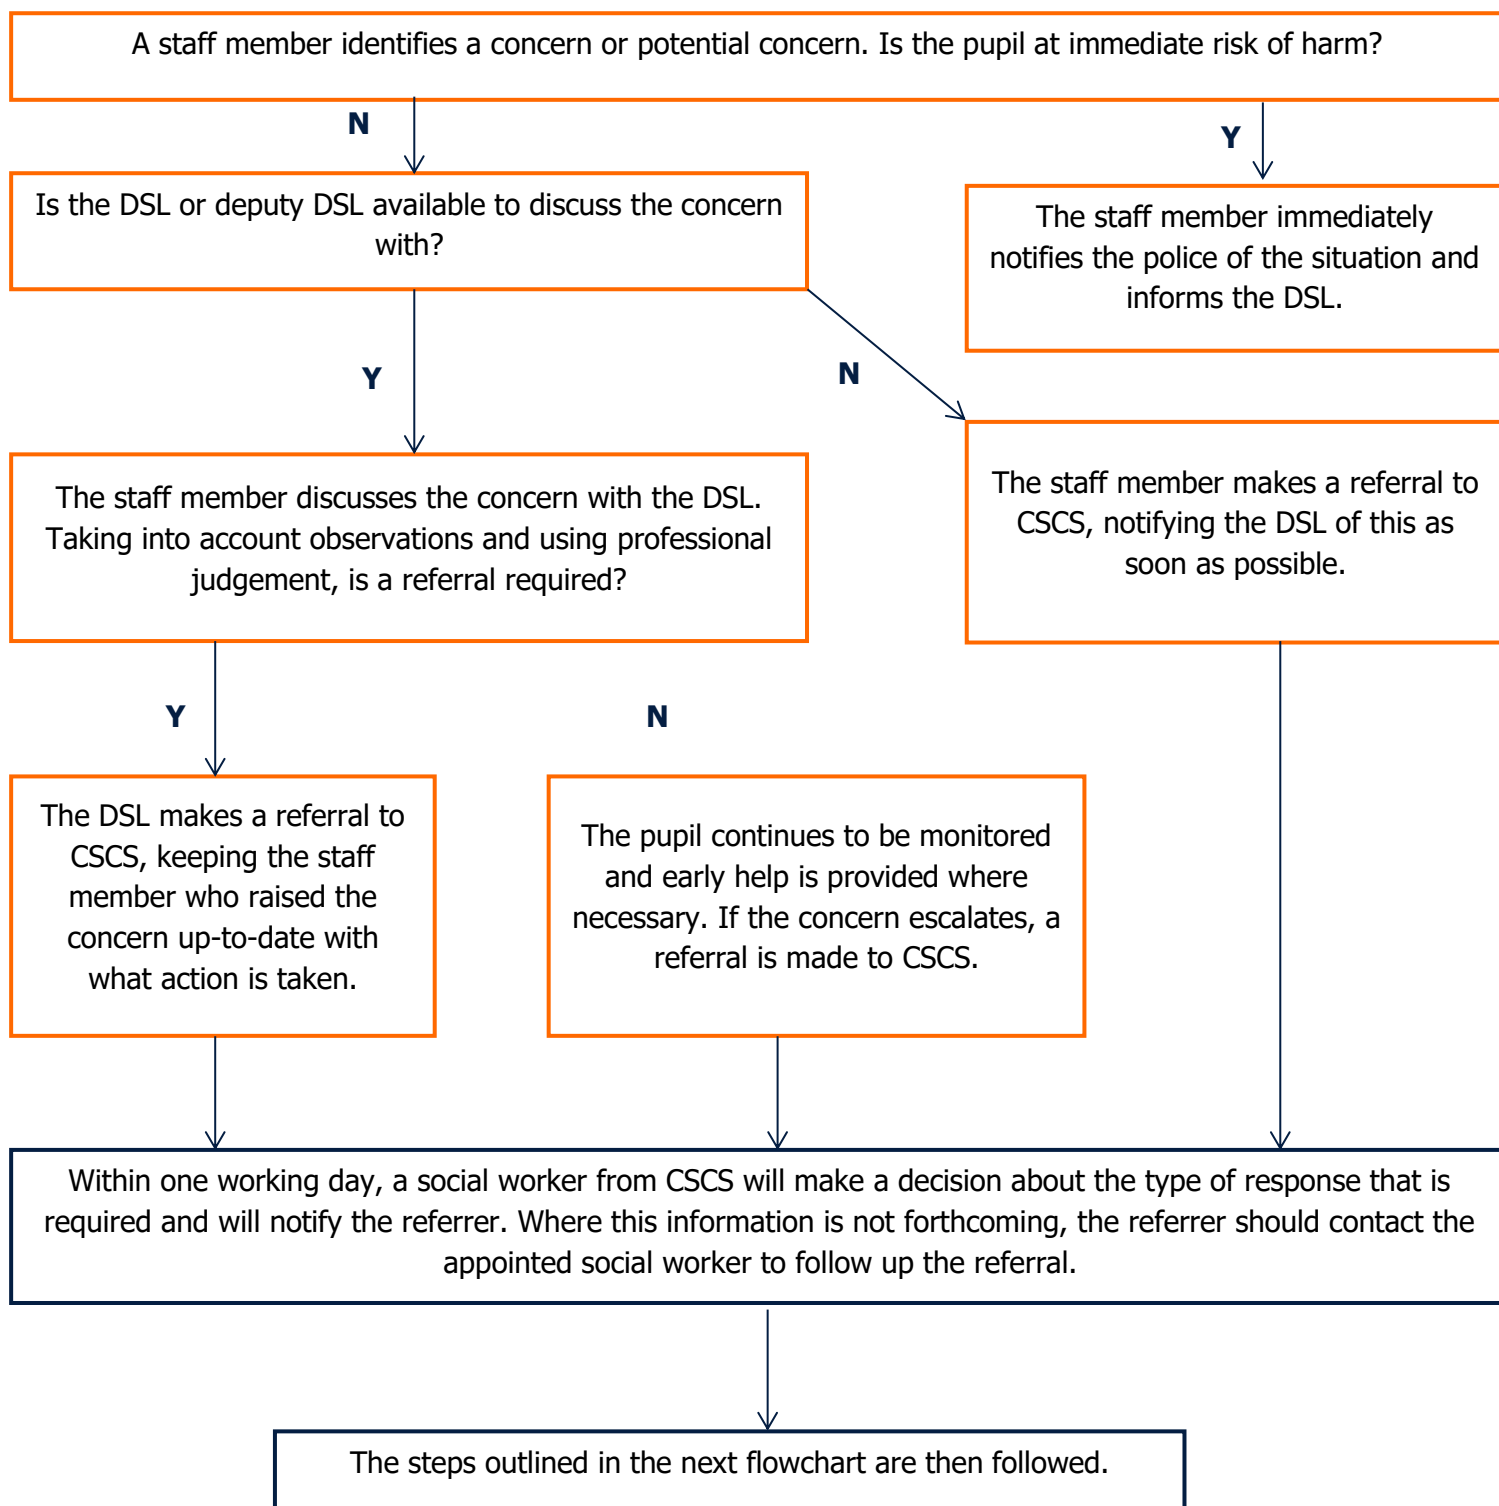 A staff member identifies a concern or potential concern. Is the pupil at immediate risk of harm?
N
Y
Is the DSL or deputy DSL available to discuss the concern
with?
The staff member immediately
notifies the police of the situation and
informs the DSL.
Y
N
The staff member discusses the concern with the DSL.
Taking into account observations and using professional
judgement, is a referral required?
The staff member makes a referral to
CSCS, notifying the DSL of this as
soon as possible.
Y
N
The DSL makes a referral to
CSCS, keeping the staff
member who raised the
concern up-to-date with
what action is taken.
The pupil continues to be monitored
and early help is provided where
necessary. If the concern escalates, a
referral is made to CSCS.
Within one working day, a social worker from CSCS will make a decision about the type of response that is
required and will notify the referrer. Where this information is not forthcoming, the referrer should contact the
appointed social worker to follow up the referral.
The steps outlined in the next flowchart are then followed.